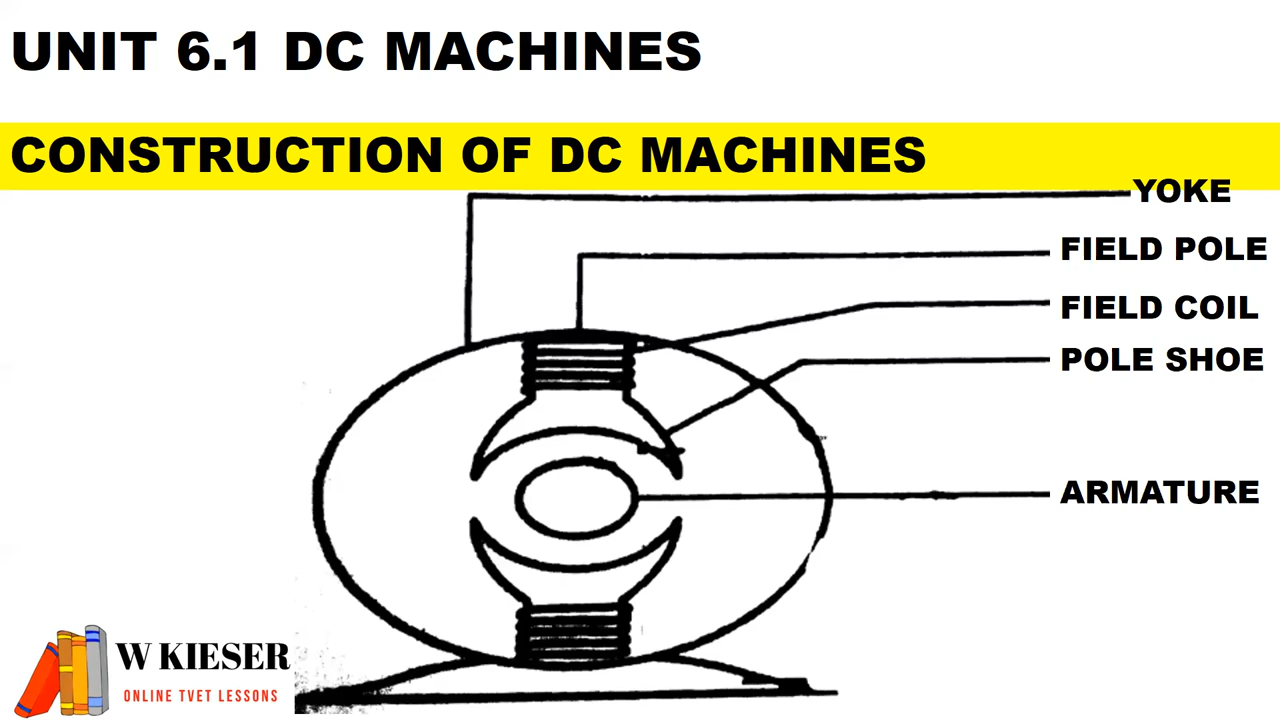 UNIT 6.1 DC MACHINES
CONSTRUCTION OF DC MACHINES
YOKE
FIELD POLE
FIELD COIL
POLE SHOE
ARMATURE
W KIESER
ONLINE TVET LESSONS